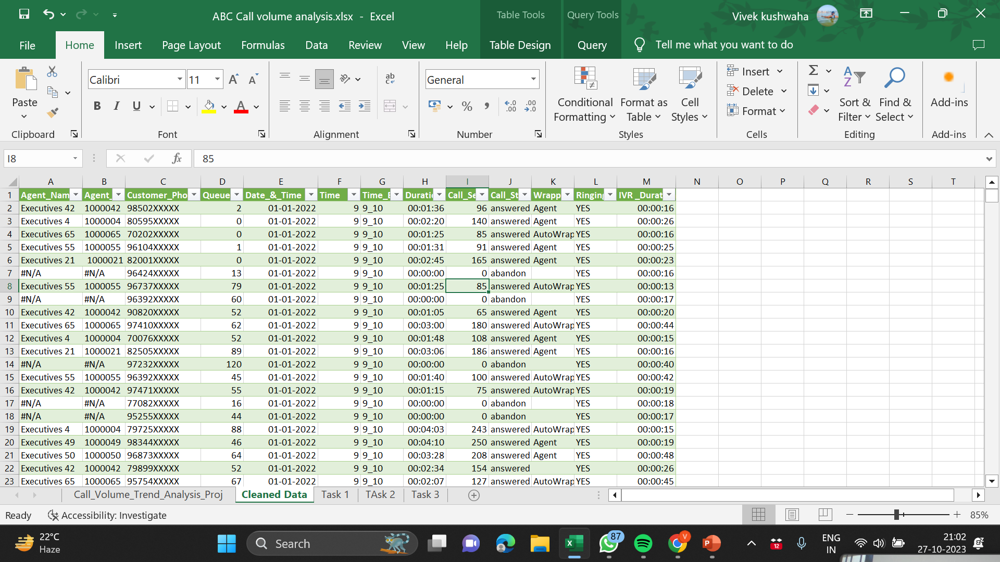 ABC Call volume analysis.xlsx - Excel
Table Tools
Query Tools
Vivek kushwaha
File Home Insert Page Layout Formulas Data Review View Help Table Design Query Tell me what you want to do
Calibri 11 General
Paste
Conditional Formatting
Format as Table
Cell Styles
Insert
Delete
Format
Sort & Filter
Find & Select
Add-ins
Clipboard Font Alignment Number Styles Cells Editing Add-ins
I8 fx 85
A B C D E F G H I J K L M N O P Q R S T
1 Agent_Nam Agent_ Customer_Pho Queue Date_&_Time Time Time_B Duratio Call_Se Call_St Wrapp Ringing IVR _Durat
2 Executives 42 1000042 98502XXXXX 2 01-01-2022 9 9_10 00:01:36 96 answered Agent YES 00:00:16
3 Executives 4 1000004 80595XXXXX 0 01-01-2022 9 9_10 00:02:20 140 answered Agent YES 00:00:26
4 Executives 65 1000065 70202XXXXX 0 01-01-2022 9 9_10 00:01:25 85 answered AutoWrap YES 00:00:16
5 Executives 55 1000055 96104XXXXX 1 01-01-2022 9 9_10 00:01:31 91 answered Agent YES 00:00:25
6 Executives 21 1000021 82001XXXXX 0 01-01-2022 9 9_10 00:02:45 165 answered Agent YES 00:00:23
7 #N/A #N/A 96424XXXXX 13 01-01-2022 9 9_10 00:00:00 0 abandon YES 00:00:16
8 Executives 55 1000055 96737XXXXX 79 01-01-2022 9 9_10 00:01:25 85 answered AutoWrap YES 00:00:13
9 #N/A #N/A 96392XXXXX 60 01-01-2022 9 9_10 00:00:00 0 abandon YES 00:00:17
10 Executives 42 1000042 90820XXXXX 52 01-01-2022 9 9_10 00:01:05 65 answered Agent YES 00:00:20
11 Executives 65 1000065 97410XXXXX 62 01-01-2022 9 9_10 00:03:00 180 answered AutoWrap YES 00:00:44
12 Executives 4 1000004 70076XXXXX 52 01-01-2022 9 9_10 00:01:48 108 answered Agent YES 00:00:15
13 Executives 21 1000021 82505XXXXX 89 01-01-2022 9 9_10 00:03:06 186 answered Agent YES 00:00:16
14 #N/A #N/A 97232XXXXX 120 01-01-2022 9 9_10 00:00:00 0 abandon YES 00:00:40
15 Executives 55 1000055 96392XXXXX 45 01-01-2022 9 9_10 00:01:40 100 answered AutoWrap YES 00:00:42
16 Executives 42 1000042 97471XXXXX 55 01-01-2022 9 9_10 00:01:15 75 answered AutoWrap YES 00:00:19
17 #N/A #N/A 77082XXXXX 16 01-01-2022 9 9_10 00:00:00 0 abandon YES 00:00:18
18 #N/A #N/A 95255XXXXX 44 01-01-2022 9 9_10 00:00:00 0 abandon YES 00:00:17
19 Executives 4 1000004 79725XXXXX 88 01-01-2022 9 9_10 00:04:03 243 answered AutoWrap YES 00:00:15
20 Executives 49 1000049 98344XXXXX 46 01-01-2022 9 9_10 00:04:10 250 answered Agent YES 00:00:19
21 Executives 50 1000050 96873XXXXX 64 01-01-2022 9 9_10 00:03:28 208 answered Agent YES 00:00:48
22 Executives 42 1000042 79899XXXXX 52 01-01-2022 9 9_10 00:02:34 154 answered YES 00:00:26
23 Executives 65 1000065 95754XXXXX 67 01-01-2022 9 9_10 00:02:07 127 answered AutoWrap YES 00:00:45
Call_Volume_Trend_Analysis_Proj Cleaned Data Task 1 TAsk 2 Task 3
Ready Accessibility: Investigate 85%
22°C
Haze
Search
87
V
12
ENG
IN
21:02
27-10-2023